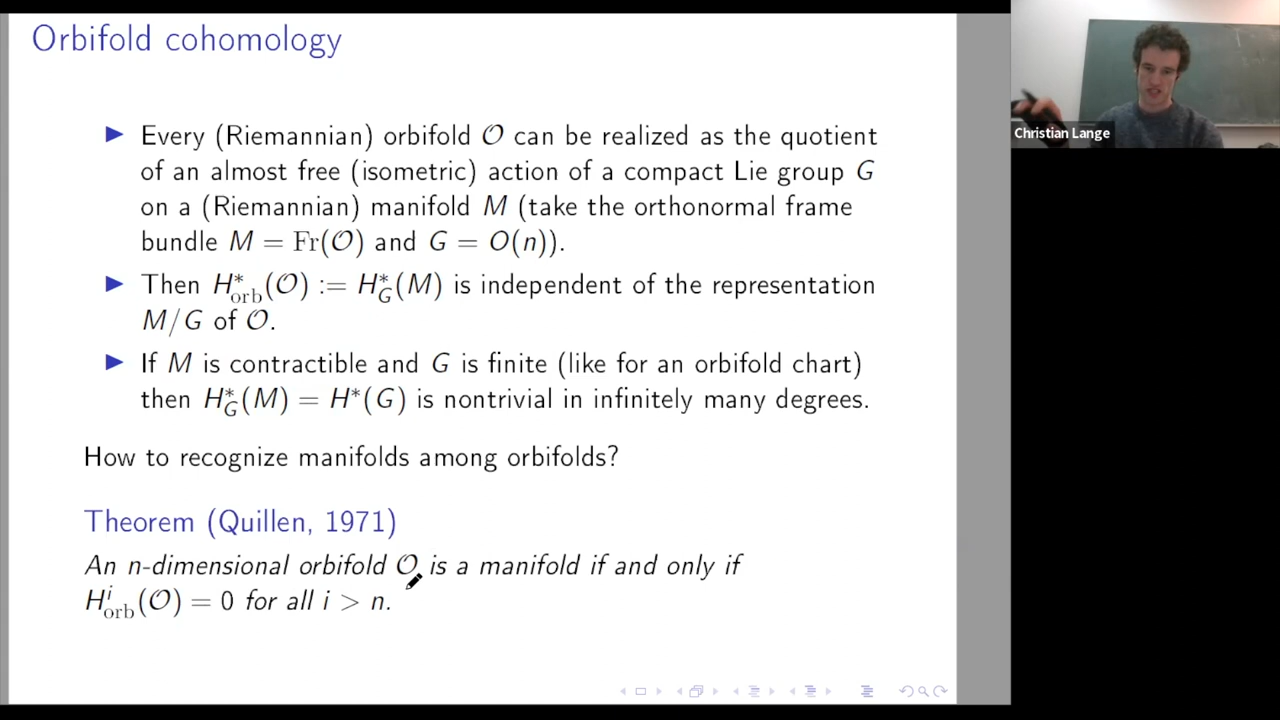 Orbifold cohomology
▶ Every (Riemannian) orbifold 𝒪 can be realized as the quotient
of an almost free (isometric) action of a compact Lie group G
on a (Riemannian) manifold M (take the orthonormal frame
bundle M = Fr(𝒪) and G = O(n)).
▶ Then H*_orb(𝒪) := H*_G(M) is independent of the representation
M/G of 𝒪.
▶ If M is contractible and G is finite (like for an orbifold chart)
then H*_G(M) = H*(G) is nontrivial in infinitely many degrees.
How to recognize manifolds among orbifolds?
Theorem (Quillen, 1971)
An n-dimensional orbifold 𝒪 is a manifold if and only if
H^i_orb(𝒪) = 0 for all i > n.
Christian Lange